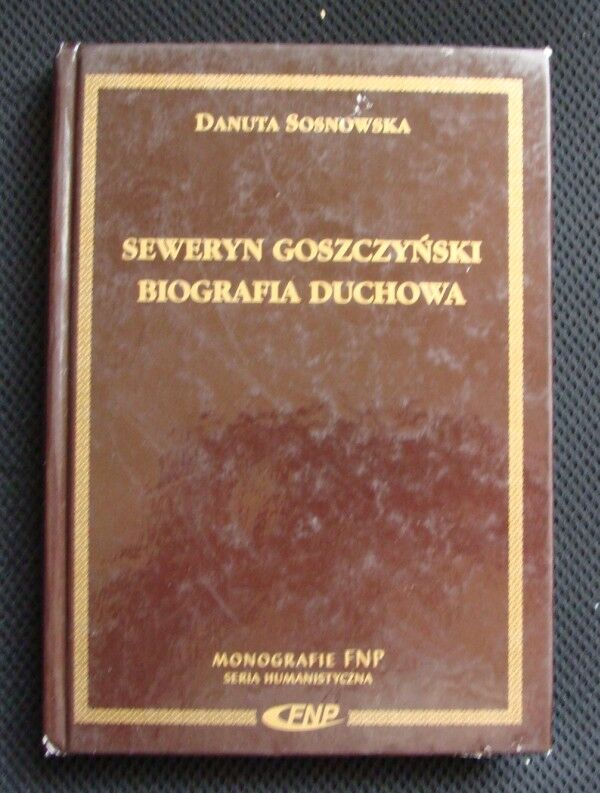 DANUTA SOSNOWSKA
SEWERYN GOSZCZYŃSKI
BIOGRAFIA DUCHOWA
MONOGRAFIE FNP
SERIA HUMANISTYCZNA
FNP